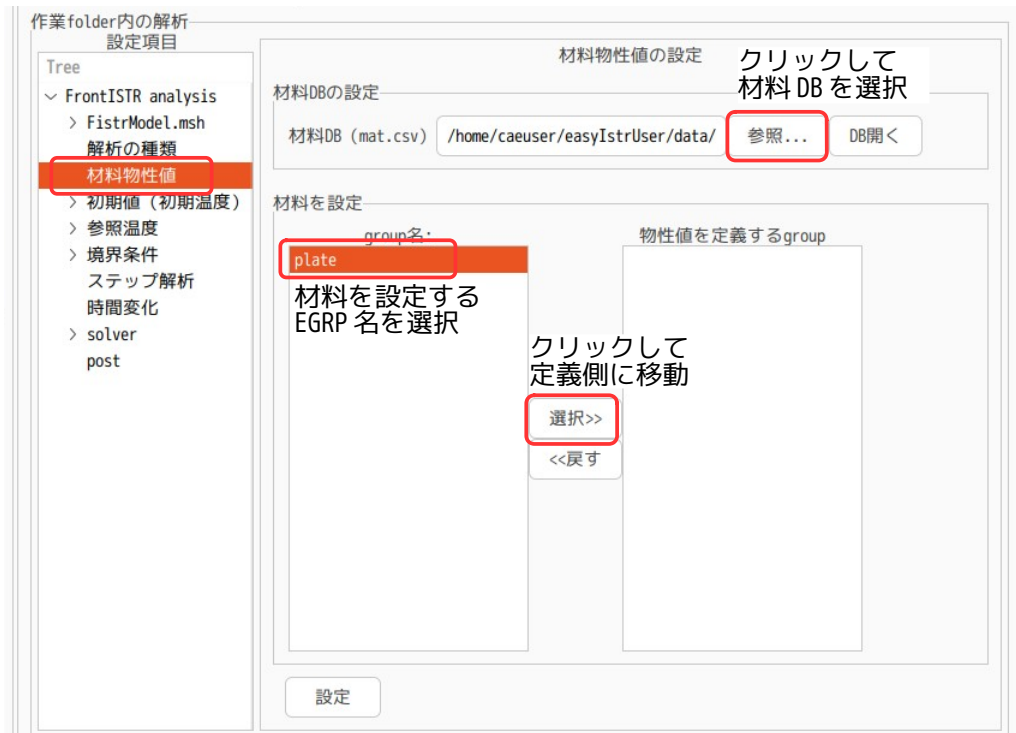 作業folder内の解析
設定項目
Tree
FrontISTR analysis
FistrModel.msh
解析の種類
材料物性値
初期値（初期温度）
参照温度
境界条件
ステップ解析
時間変化
solver
post
材料物性値の設定
クリックして
材料 DB を選択
材料DBの設定
材料DB (mat.csv)
/home/caeuser/easyIstrUser/data/
参照...
DB開く
材料を設定
group名:
plate
材料を設定する
EGRP 名を選択
クリックして
定義側に移動
選択>>
<<戻す
物性値を定義するgroup
設定